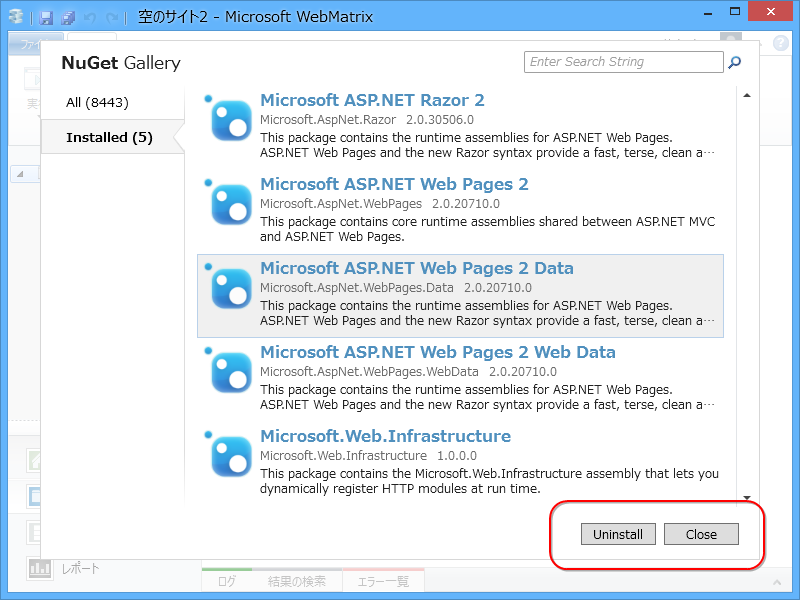 空のサイト2 - Microsoft WebMatrix
NuGet Gallery
Enter Search String
All (8443)
Installed (5)
Microsoft ASP.NET Razor 2
Microsoft.AspNet.Razor 2.0.30506.0
This package contains the runtime assemblies for ASP.NET Web Pages.
ASP.NET Web Pages and the new Razor syntax provide a fast, terse, clean a…
Microsoft ASP.NET Web Pages 2
Microsoft.AspNet.WebPages 2.0.20710.0
This package contains core runtime assemblies shared between ASP.NET MVC
and ASP.NET Web Pages.
Microsoft ASP.NET Web Pages 2 Data
Microsoft.AspNet.WebPages.Data 2.0.20710.0
This package contains the runtime assemblies for ASP.NET Web Pages.
ASP.NET Web Pages and the new Razor syntax provide a fast, terse, clean a…
Microsoft ASP.NET Web Pages 2 Web Data
Microsoft.AspNet.WebPages.WebData 2.0.20710.0
This package contains the runtime assemblies for ASP.NET Web Pages.
ASP.NET Web Pages and the new Razor syntax provide a fast, terse, clean a…
Microsoft.Web.Infrastructure
Microsoft.Web.Infrastructure 1.0.0.0
This package contains the Microsoft.Web.Infrastructure assembly that lets you
dynamically register HTTP modules at run time.
Uninstall Close
レポート
ログ 結果の検索 エラー一覧